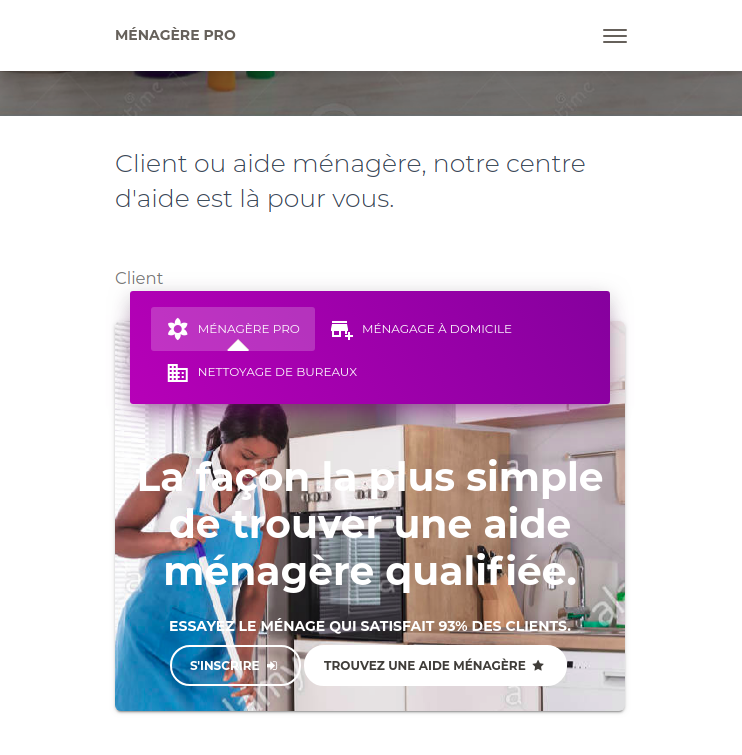 MÉNAGÈRE PRO
Client ou aide ménagère, notre centre
d'aide est là pour vous.
Client
MÉNAGÈRE PRO
MÉNAGAGE À DOMICILE
NETTOYAGE DE BUREAUX
La façon la plus simple
de trouver une aide
ménagère qualifiée.
ESSAYEZ LE MÉNAGE QUI SATISFAIT 93% DES CLIENTS.
S'INSCRIRE
TROUVEZ UNE AIDE MÉNAGÈRE